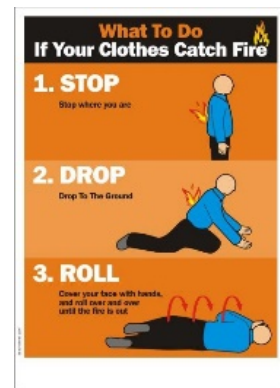 What To Do
If Your Clothes Catch Fire
1. STOP
Stop where you are
2. DROP
Drop To The Ground
3. ROLL
Cover your face with hands,
and roll over and over
until the fire is out